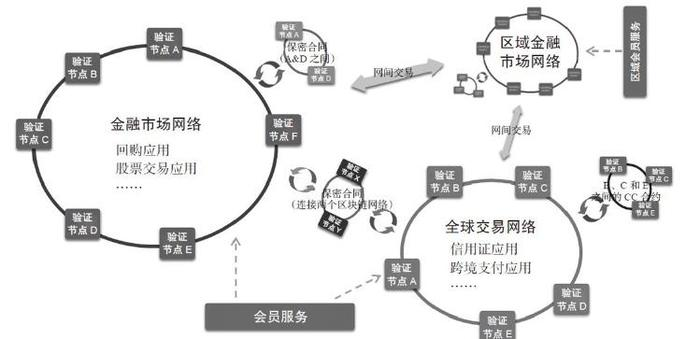 验证
节点 A
验证
节点 B
验证
节点 C
验证
节点 D
验证
节点 E
验证
节点 F
金融市场网络
回购应用
股票交易应用
……
验证
节点 A
保密合同
(A&D 之间)
验证
节点 D
网间交易
区域金融
市场网络
区域会员服务
网间交易
验证
节点 X
保密合同
(连接两个区块链网络)
验证
验证
节点 B
验证
节点 C
验证
节点 A
验证
节点 E
验证
节点 D
全球交易网络
信用证应用
跨境支付应用
……
验证
节点 B
验证
节点 C
验证
节点 E
E、C 和 E
之间的 CC 合约
会员服务